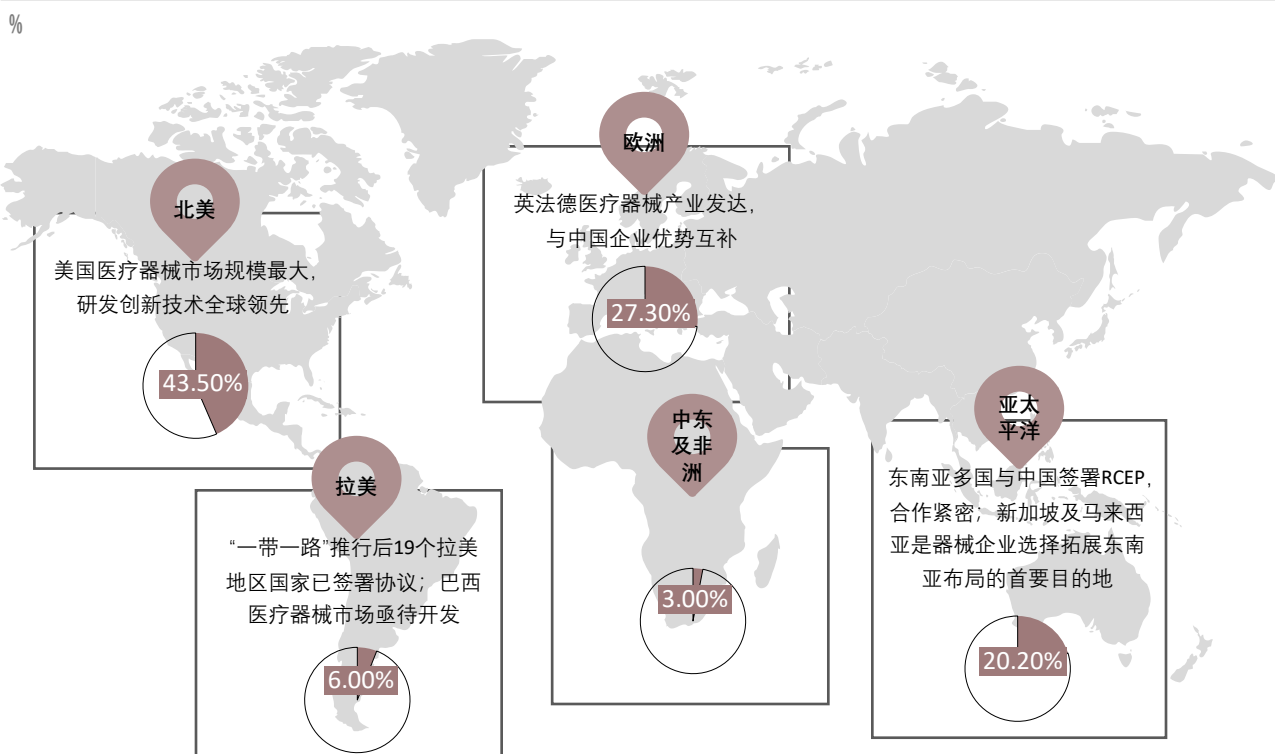 %
北美
美国医疗器械市场规模最大,
研发创新技术全球领先
43.50%
欧洲
英法德医疗器械产业发达,
与中国企业优势互补
27.30%
拉美
“一带一路”推行后19个拉美
地区国家已签署协议；巴西
医疗器械市场亟待开发
6.00%
中东
及非
洲
3.00%
亚太
平洋
东南亚多国与中国签署RCEP,
合作紧密；新加坡及马来西
亚是器械企业选择拓展东南
亚布局的首要目的地
20.20%